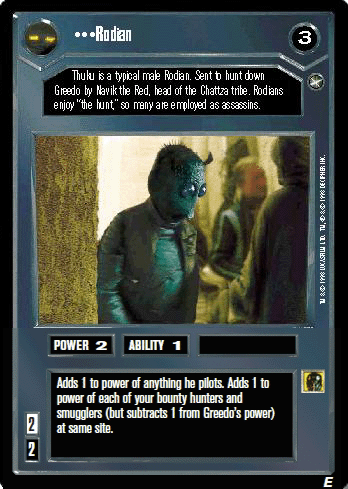 •••Rodian
3
Thuku is a typical male Rodian. Sent to hunt down
Greedo by Navik the Red, head of the Chattza tribe. Rodians
enjoy "the hunt," so many are employed as assassins.
POWER 2
ABILITY 1
Adds 1 to power of anything he pilots. Adds 1 to
power of each of your bounty hunters and
smugglers (but subtracts 1 from Greedo's power)
at same site.
2
2
E